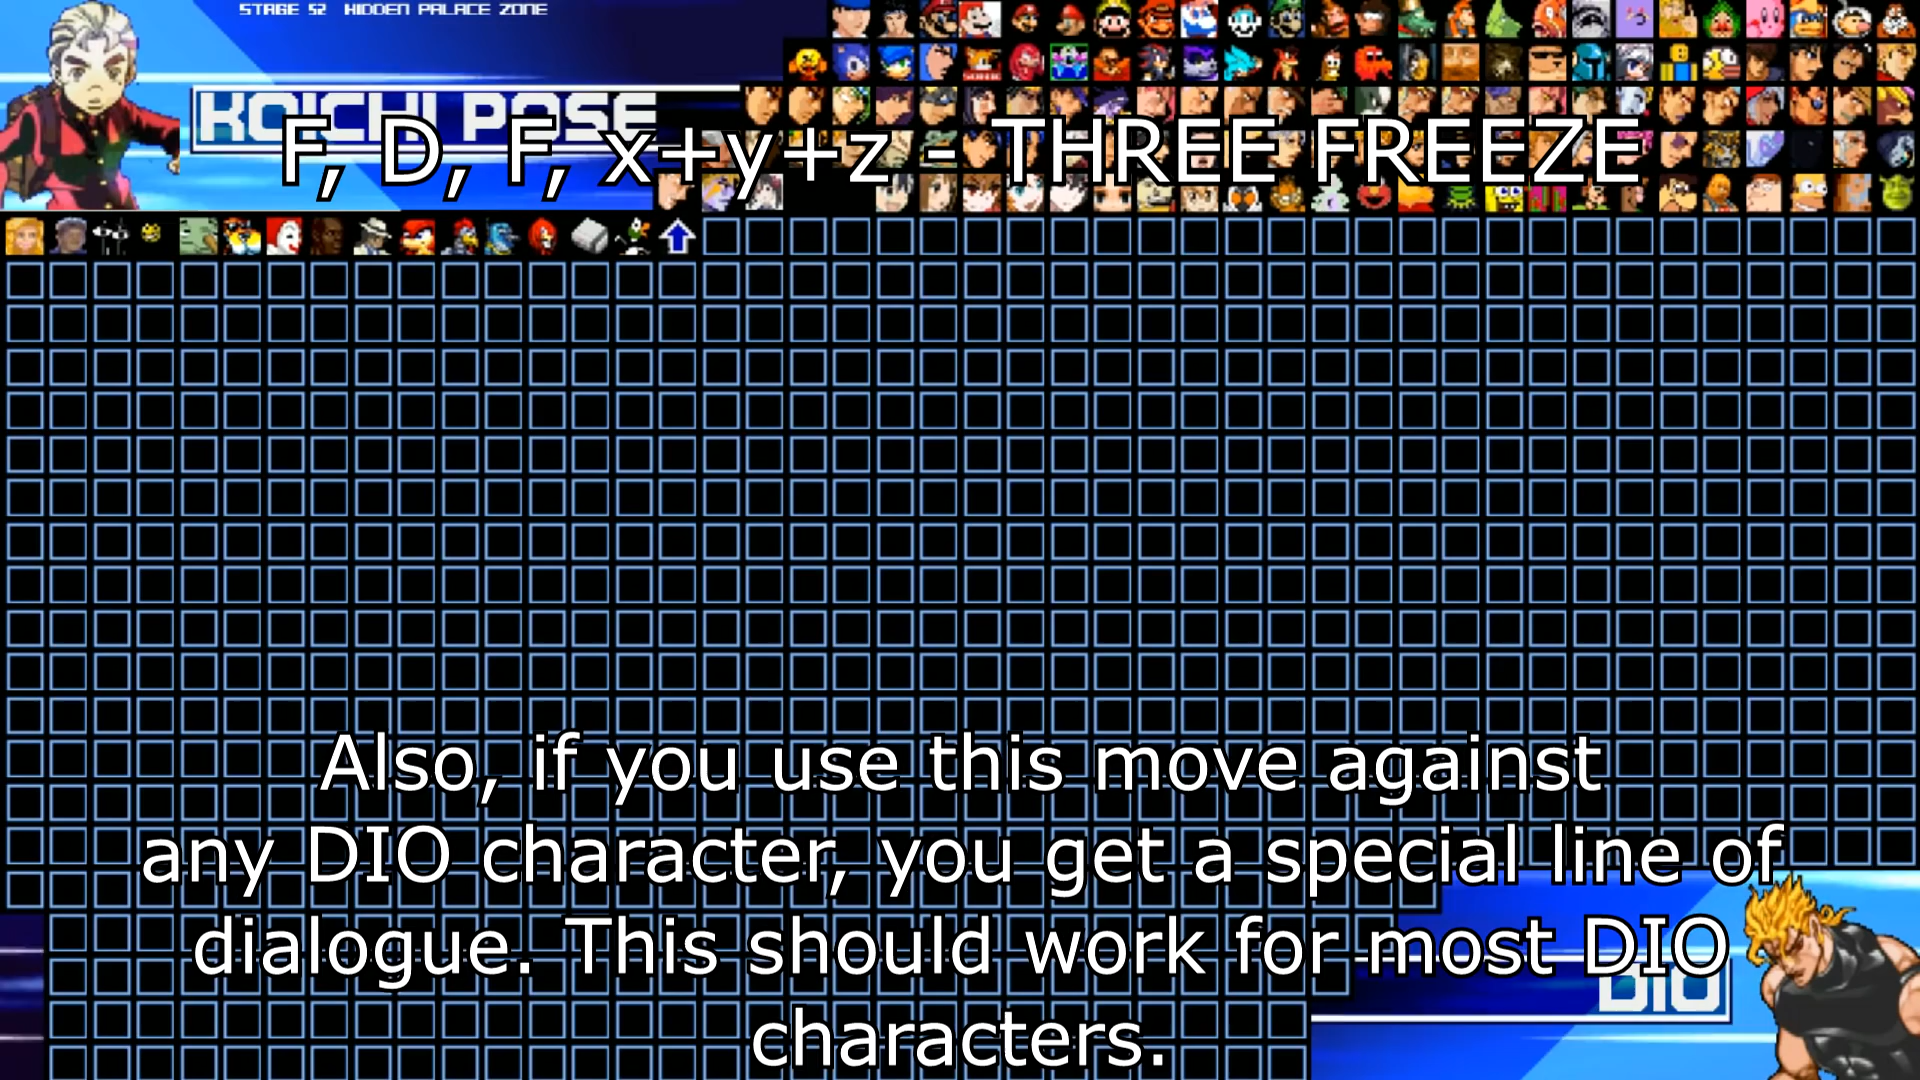 STAGE 52 HIDDEN PALACE ZONE
KOICHI POSE
F, D, F, x+y+z - THREE FREEZE
Also, if you use this move against
any DIO character, you get a special line of
dialogue. This should work for most DIO
characters.
DIO